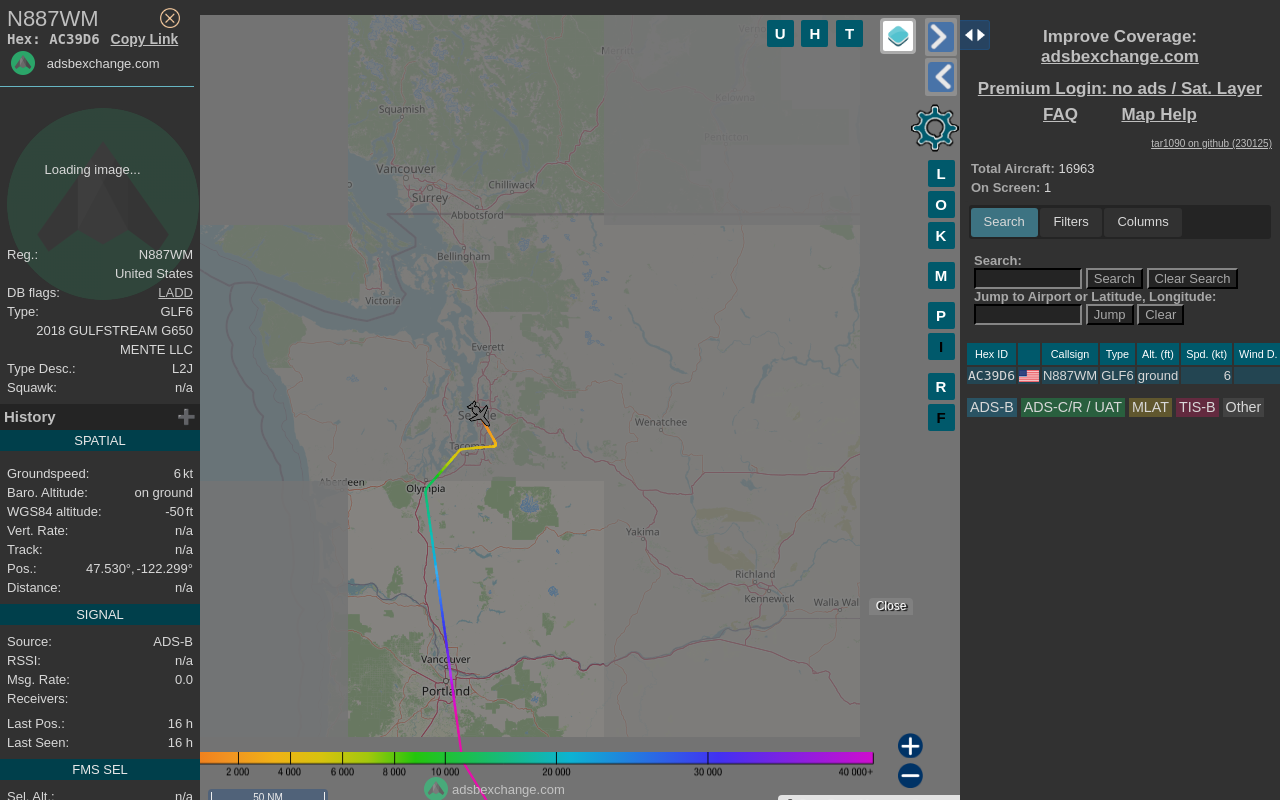 N887WM
Hex: AC39D6 Copy Link
adsbexchange.com
Loading image...
Reg.: N887WM
United States
DB flags: LADD
Type: GLF6
2018 GULFSTREAM G650
MENTE LLC
Type Desc.: L2J
Squawk: n/a
History
SPATIAL
Groundspeed: 6 kt
Baro. Altitude: on ground
WGS84 altitude: -50 ft
Vert. Rate: n/a
Track: n/a
Pos.: 47.530°, -122.299°
Distance: n/a
SIGNAL
Source: ADS-B
RSSI: n/a
Msg. Rate: 0.0
Receivers:
Last Pos.: 16 h
Last Seen: 16 h
FMS SEL
Sel. Alt.: n/a
U H T
Squamish
Vancouver
Surrey
Chilliwack
Abbotsford
Bellingham
Victoria
Everett
Seattle
Wenatchee
Tacoma
Aberdeen
Olympia
Yakima
Richland
Kennewick
Walla Wal
Vancouver
Portland
L
O
K
M
P
I
R
F
Close
2 000 4 000 6 000 8 000 10 000 20 000 30 000 40 000+
adsbexchange.com
50 NM
Improve Coverage:
adsbexchange.com
Premium Login: no ads / Sat. Layer
FAQ Map Help
tar1090 on github (230125)
Total Aircraft: 16963
On Screen: 1
Search Filters Columns
Search:
Search Clear Search
Jump to Airport or Latitude, Longitude:
Jump Clear
Hex ID Callsign Type Alt. (ft) Spd. (kt) Wind D.
AC39D6 N887WM GLF6 ground 6
ADS-B ADS-C/R / UAT MLAT TIS-B Other